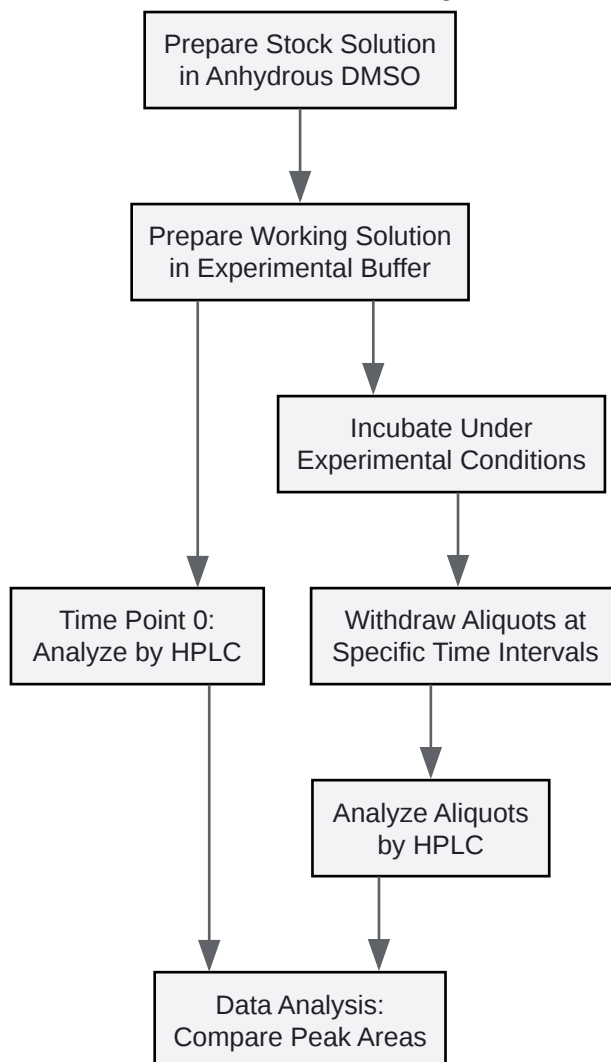 Prepare Stock Solution
in Anhydrous DMSO
Prepare Working Solution
in Experimental Buffer
Incubate Under
Experimental Conditions
Time Point 0:
Analyze by HPLC
Withdraw Aliquots at
Specific Time Intervals
Analyze Aliquots
by HPLC
Data Analysis:
Compare Peak Areas